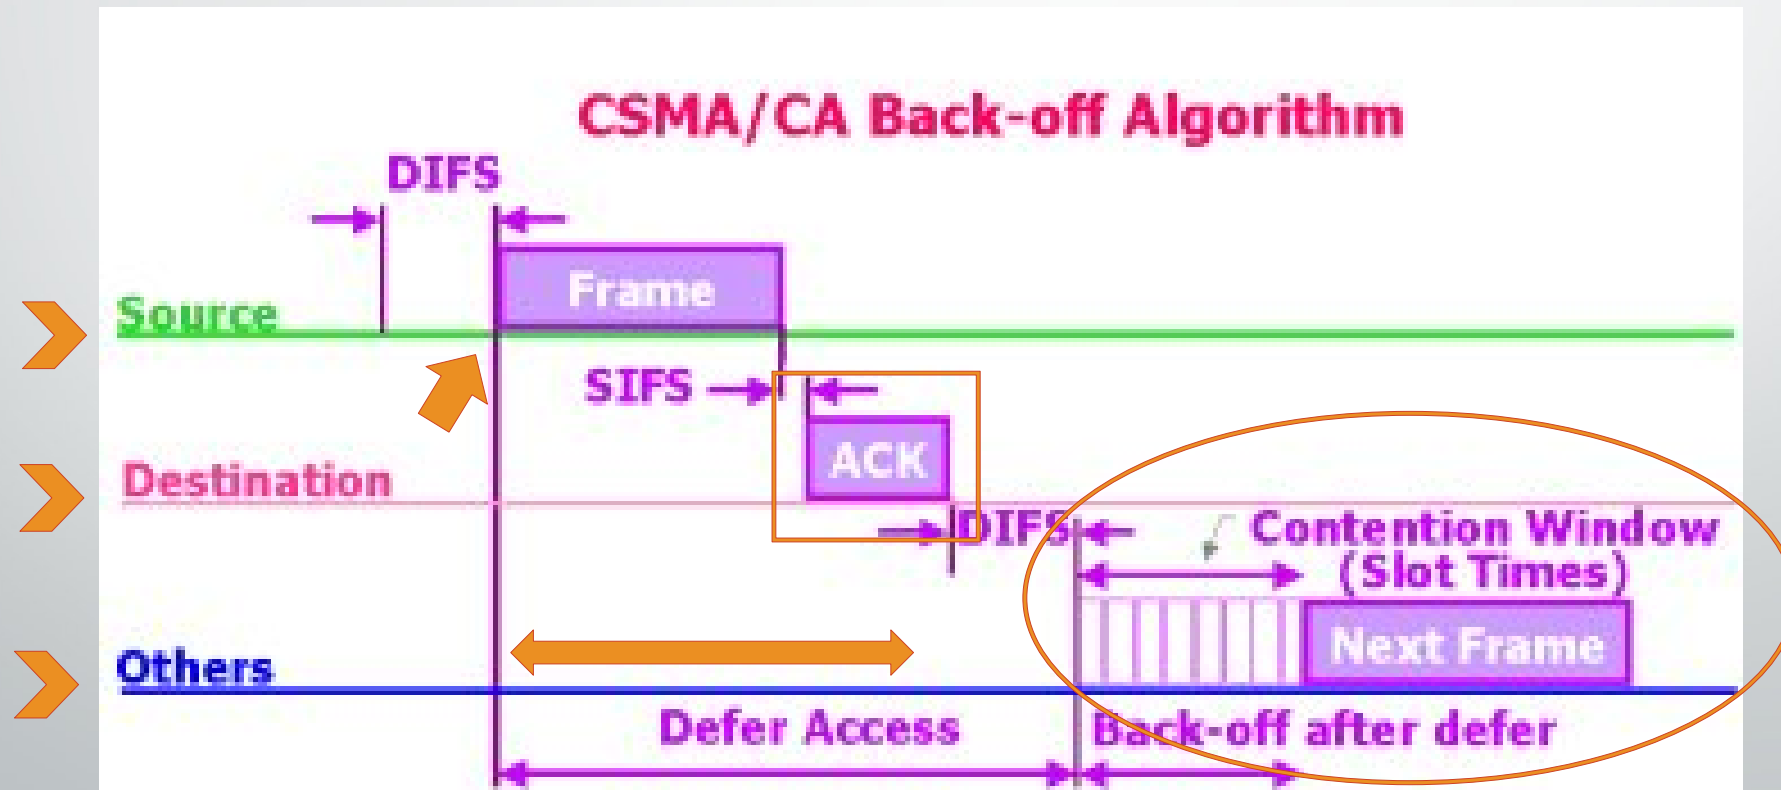 CSMA/CA Back-off Algorithm
DIFS
Frame
Source
SIFS
ACK
Destination
DIFS
Contention Window
(Slot Times)
Next Frame
Others
Defer Access
Back-off after defer